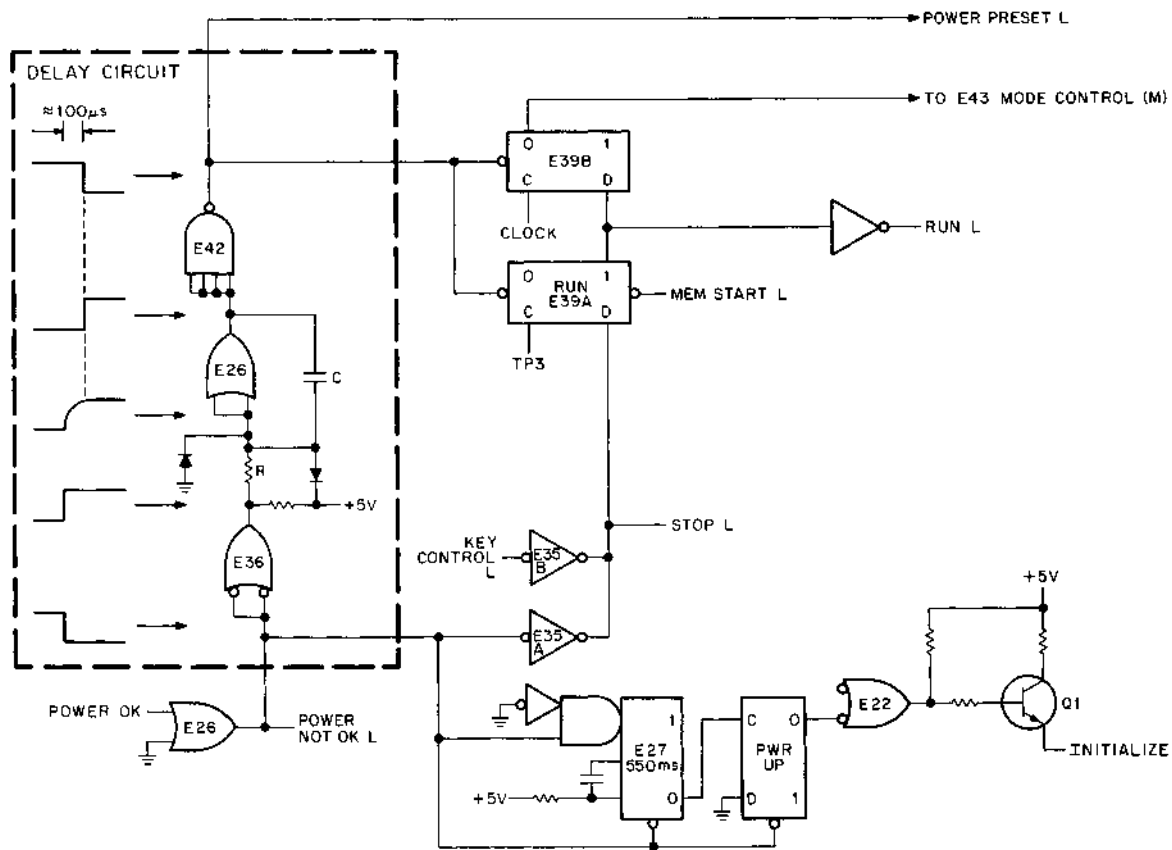 POWER PRESET L
DELAY CIRCUIT
≈100μs
TO E43 MODE CONTROL (M)
0 1
E39B
C D
CLOCK
E42
RUN L
0 1
RUN
E39A
C D
MEM START L
TP3
E26
C
R
+5V
STOP L
KEY
CONTROL
L
E35
B
E36
+5V
E35
A
POWER OK
E26
POWER
NOT OK L
E22
Q1
1
E27
550ms
0
C 0
PWR
UP
D 1
+5V
INITIALIZE